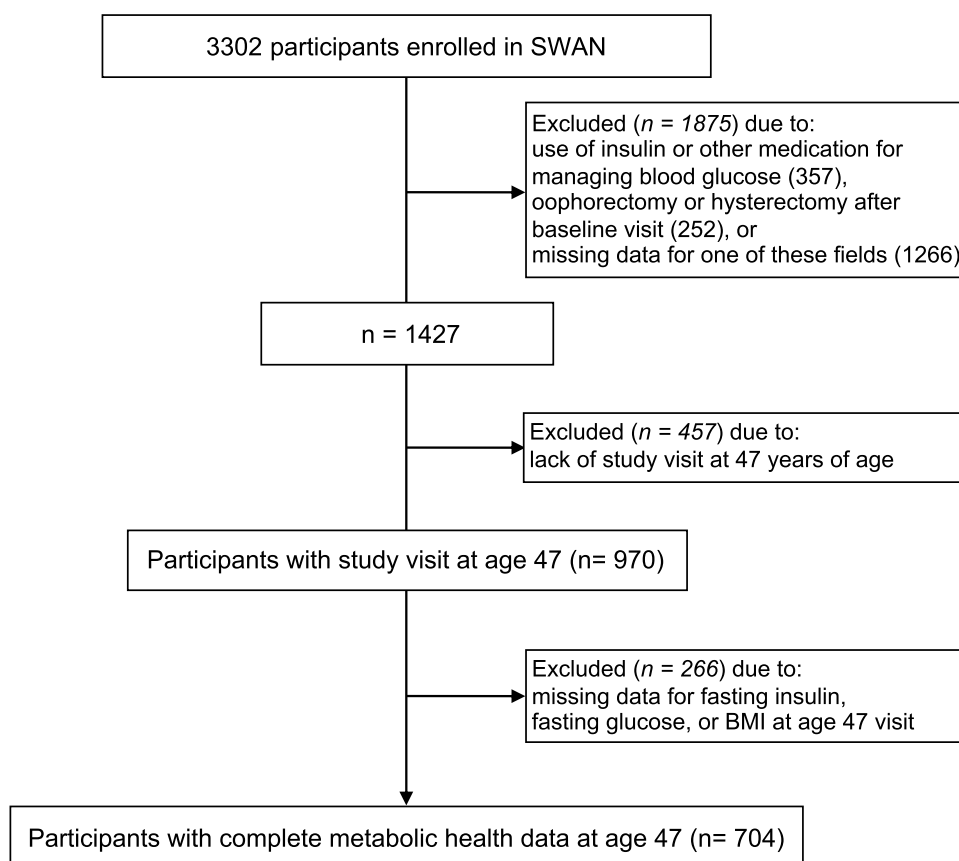 3302 participants enrolled in SWAN
Excluded (n = 1875) due to:
use of insulin or other medication for
managing blood glucose (357),
oophorectomy or hysterectomy after
baseline visit (252), or
missing data for one of these fields (1266)
n = 1427
Excluded (n = 457) due to:
lack of study visit at 47 years of age
Participants with study visit at age 47 (n= 970)
Excluded (n = 266) due to:
missing data for fasting insulin,
fasting glucose, or BMI at age 47 visit
Participants with complete metabolic health data at age 47 (n= 704)